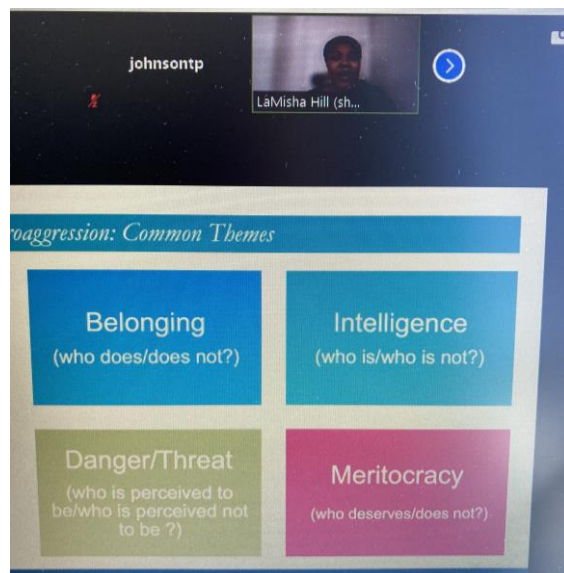 johnsontp
LaMisha Hill (sh...
roaggression: Common Themes
Belonging
(who does/does not?)
Intelligence
(who is/who is not?)
Danger/Threat
(who is perceived to
be/who is perceived not
to be ?)
Meritocracy
(who deserves/does not?)